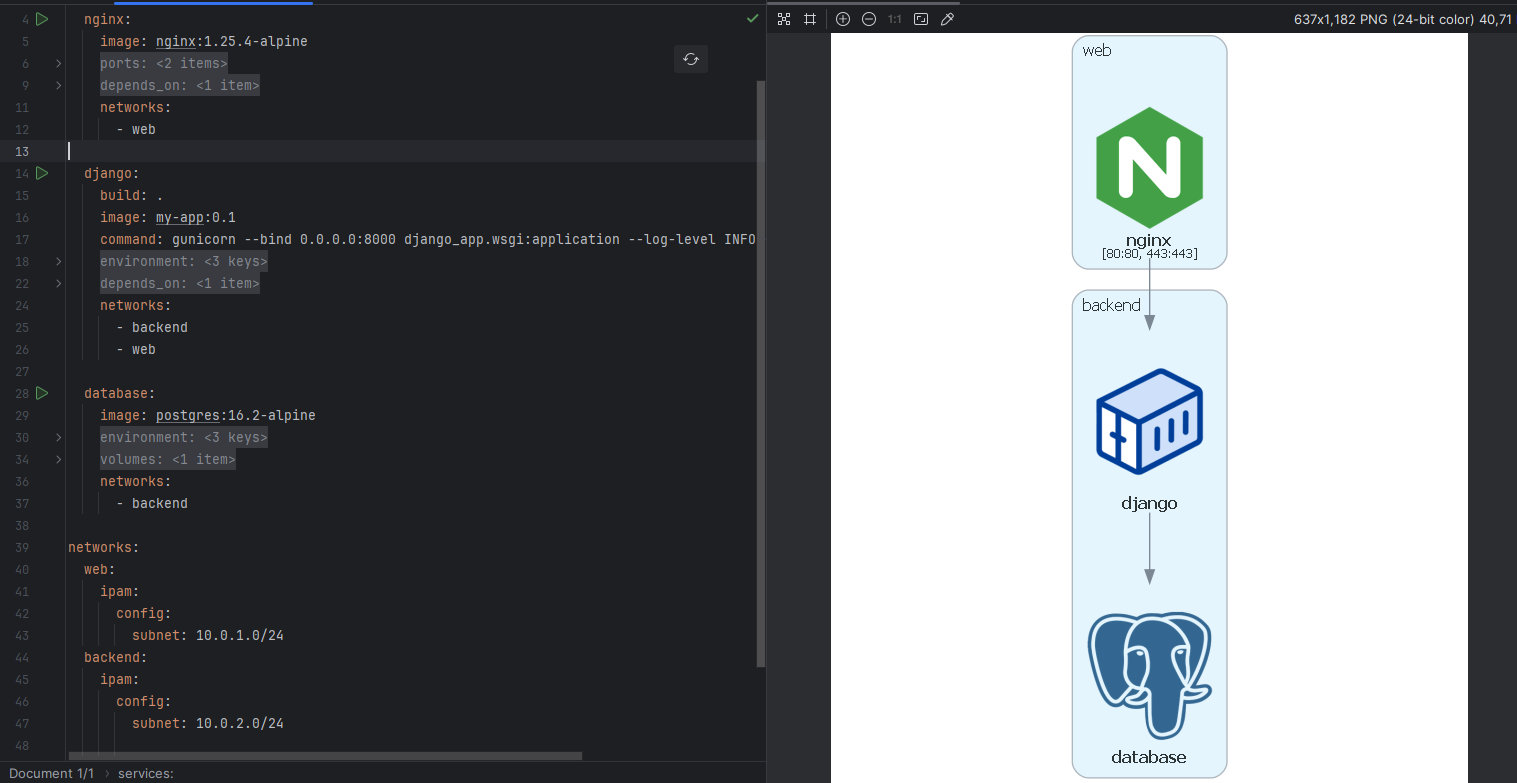 4 nginx:
5 image: nginx:1.25.4-alpine
6 ports: <2 items>
9 depends_on: <1 item>
11 networks:
12 - web
13
14 django:
15 build: .
16 image: my-app:0.1
17 command: gunicorn --bind 0.0.0.0:8000 django_app.wsgi:application --log-level INFO
18 environment: <3 keys>
22 depends_on: <1 item>
24 networks:
25 - backend
26 - web
27
28 database:
29 image: postgres:16.2-alpine
30 environment: <3 keys>
34 volumes: <1 item>
36 networks:
37 - backend
38
39 networks:
40 web:
41 ipam:
42 config:
43 subnet: 10.0.1.0/24
44 backend:
45 ipam:
46 config:
47 subnet: 10.0.2.0/24
48
Document 1/1 › services:
1:1 637x1,182 PNG (24-bit color) 40,71
web
N
nginx
[80:80, 443:443]
backend
django
database